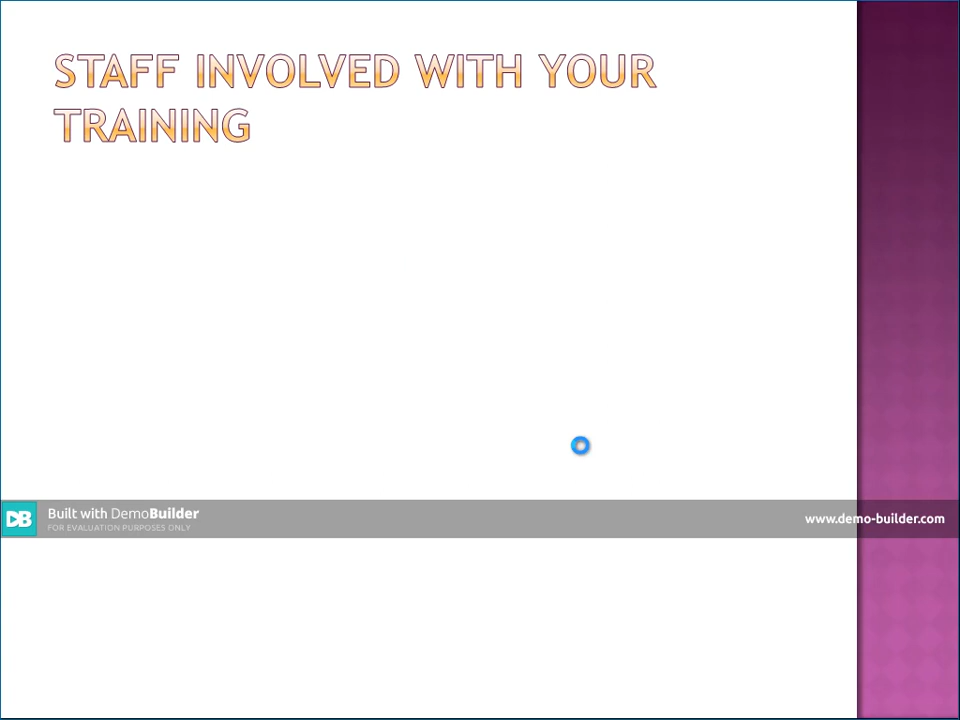 STAFF INVOLVED WITH YOUR
TRAINING
DB
Built with DemoBuilder
FOR EVALUATION PURPOSES ONLY
www.demo-builder.com